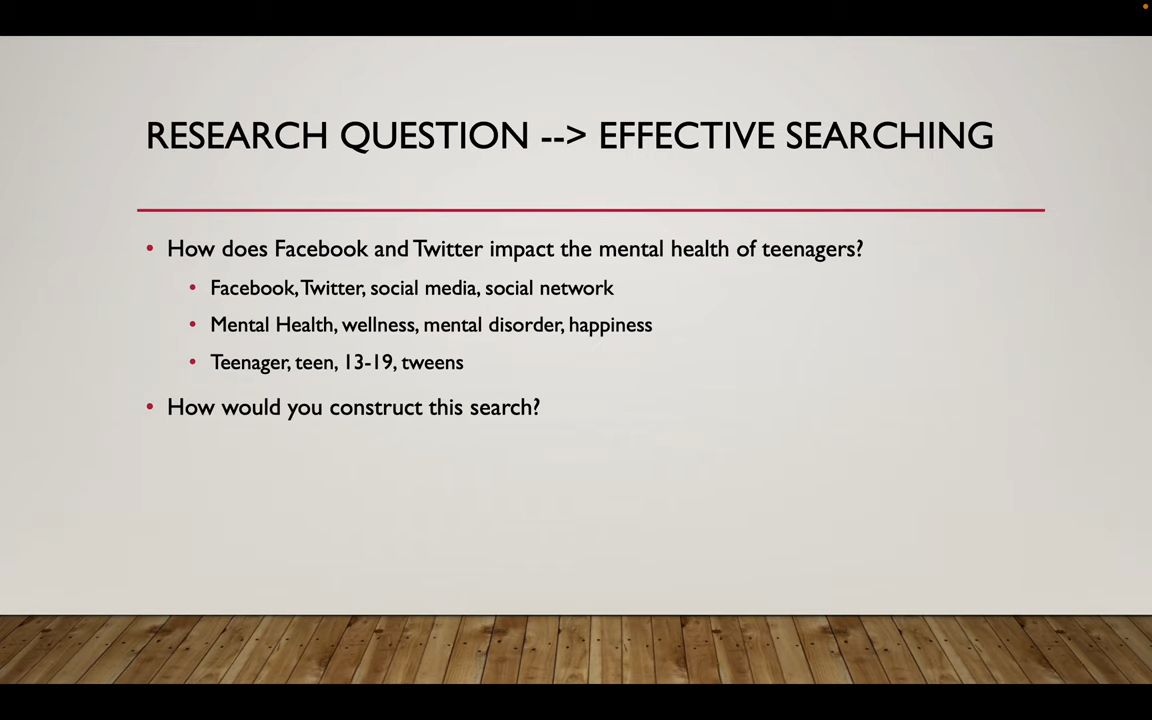 RESEARCH QUESTION --> EFFECTIVE SEARCHING
• How does Facebook and Twitter impact the mental health of teenagers?
• Facebook, Twitter, social media, social network
• Mental Health, wellness, mental disorder, happiness
• Teenager, teen, 13-19, tweens
• How would you construct this search?